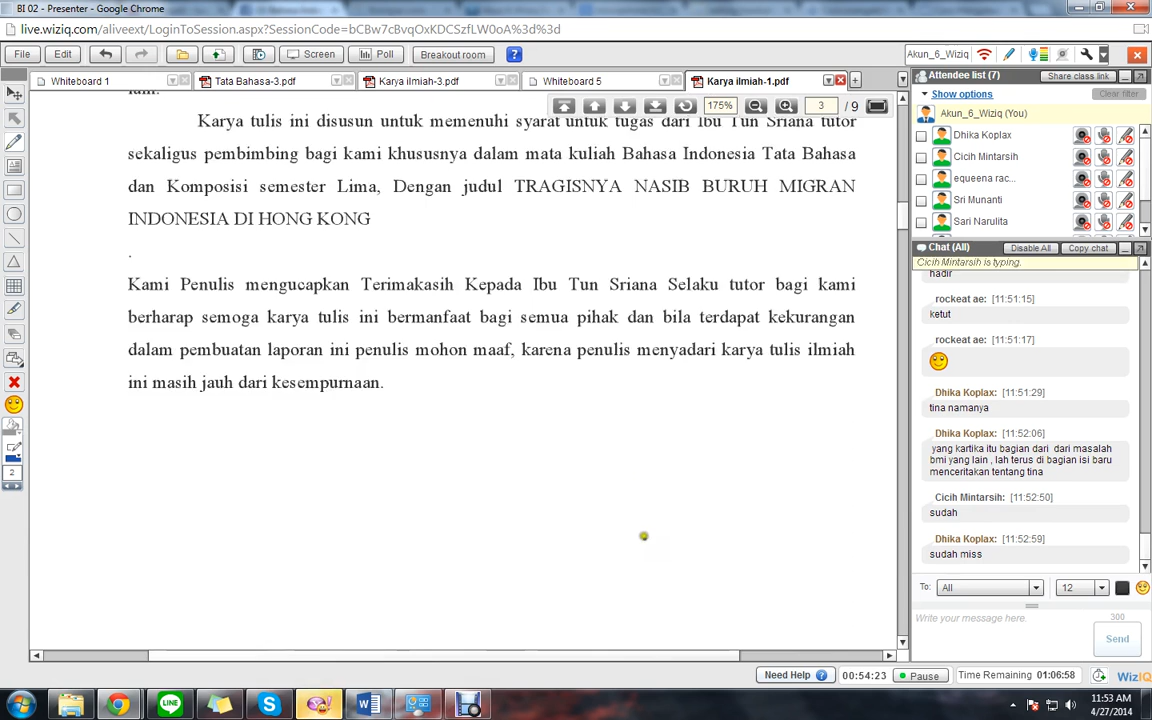 BI 02 - Presenter - Google Chrome
live.wiziq.com/aliveext/LoginToSession.aspx?SessionCode=bCBw7cBvqOxKDCSzfLW0oA%3d%3d
File
Edit
Screen
Poll
Breakout room
?
Akun_6_Wiziq
Whiteboard 1
Tata Bahasa-3.pdf
Karya ilmiah-3.pdf
Whiteboard 5
Karya ilmiah-1.pdf
175%
3
/ 9
lain.
Karya tulis ini disusun untuk memenuhi syarat untuk tugas dari Ibu Tun Sriana tutor
sekaligus pembimbing bagi kami khususnya dalam mata kuliah Bahasa Indonesia Tata Bahasa
dan Komposisi semester Lima, Dengan judul TRAGISNYA NASIB BURUH MIGRAN
INDONESIA DI HONG KONG
.
Kami Penulis mengucapkan Terimakasih Kepada Ibu Tun Sriana Selaku tutor bagi kami
berharap semoga karya tulis ini bermanfaat bagi semua pihak dan bila terdapat kekurangan
dalam pembuatan laporan ini penulis mohon maaf, karena penulis menyadari karya tulis ilmiah
ini masih jauh dari kesempurnaan.
2
Attendee list (7)
Share class link
Show options
Clear filter
Akun_6_Wiziq (You)
Dhika Koplax
Cicih Mintarsih
equeena rac...
Sri Munanti
Sari Narulita
Chat (All)
Disable All
Copy chat
Cicih Mintarsih is typing.
hadir
rockeat ae: [11:51:15]
ketut
rockeat ae: [11:51:17]
Dhika Koplax: [11:51:29]
tina namanya
Dhika Koplax: [11:52:06]
yang kartika itu bagian dari dari masalah
bmi yang lain , lah terus di bagian isi baru
menceritakan tentang tina
Cicih Mintarsih: [11:52:50]
sudah
Dhika Koplax: [11:52:59]
sudah miss
To:
All
12
Write your message here.
300
Send
Need Help ?
00:54:23
Pause
Time Remaining 01:06:58
WizIQ
11:53 AM
4/27/2014